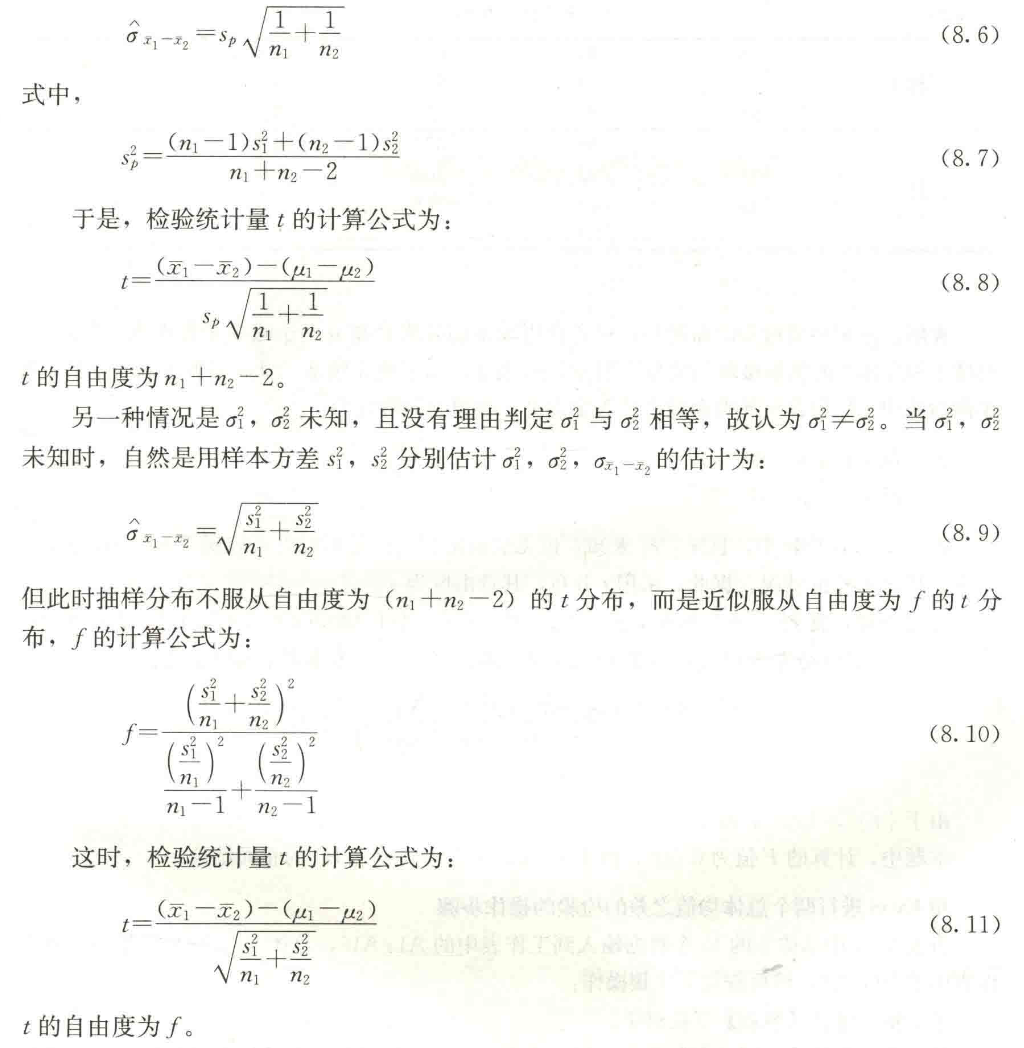 $\hat{\sigma}_{\bar{x}_1-\bar{x}_2}=s_p\sqrt{\frac{1}{n_1}+\frac{1}{n_2}}$ (8.6)
式中，
$s_p^2=\frac{(n_1-1)s_1^2+(n_2-1)s_2^2}{n_1+n_2-2}$ (8.7)
于是，检验统计量 t 的计算公式为：
$t=\frac{(\bar{x}_1-\bar{x}_2)-(\mu_1-\mu_2)}{s_p\sqrt{\frac{1}{n_1}+\frac{1}{n_2}}}$ (8.8)
t 的自由度为 $n_1+n_2-2$。
另一种情况是 $\sigma_1^2$，$\sigma_2^2$ 未知，且没有理由判定 $\sigma_1^2$ 与 $\sigma_2^2$ 相等，故认为 $\sigma_1^2\neq\sigma_2^2$。当 $\sigma_1^2$，$\sigma_2^2$
未知时，自然是用样本方差 $s_1^2$，$s_2^2$ 分别估计 $\sigma_1^2$，$\sigma_2^2$，$\sigma_{\bar{x}_1-\bar{x}_2}$ 的估计为：
$\hat{\sigma}_{\bar{x}_1-\bar{x}_2}=\sqrt{\frac{s_1^2}{n_1}+\frac{s_2^2}{n_2}}$ (8.9)
但此时抽样分布不服从自由度为（$n_1+n_2-2$）的 t 分布，而是近似服从自由度为 f 的 t 分
布，f 的计算公式为：
$f=\frac{\left(\frac{s_1^2}{n_1}+\frac{s_2^2}{n_2}\right)^2}{\frac{\left(\frac{s_1^2}{n_1}\right)^2}{n_1-1}+\frac{\left(\frac{s_2^2}{n_2}\right)^2}{n_2-1}}$ (8.10)
这时，检验统计量 t 的计算公式为：
$t=\frac{(\bar{x}_1-\bar{x}_2)-(\mu_1-\mu_2)}{\sqrt{\frac{s_1^2}{n_1}+\frac{s_2^2}{n_2}}}$ (8.11)
t 的自由度为 f。